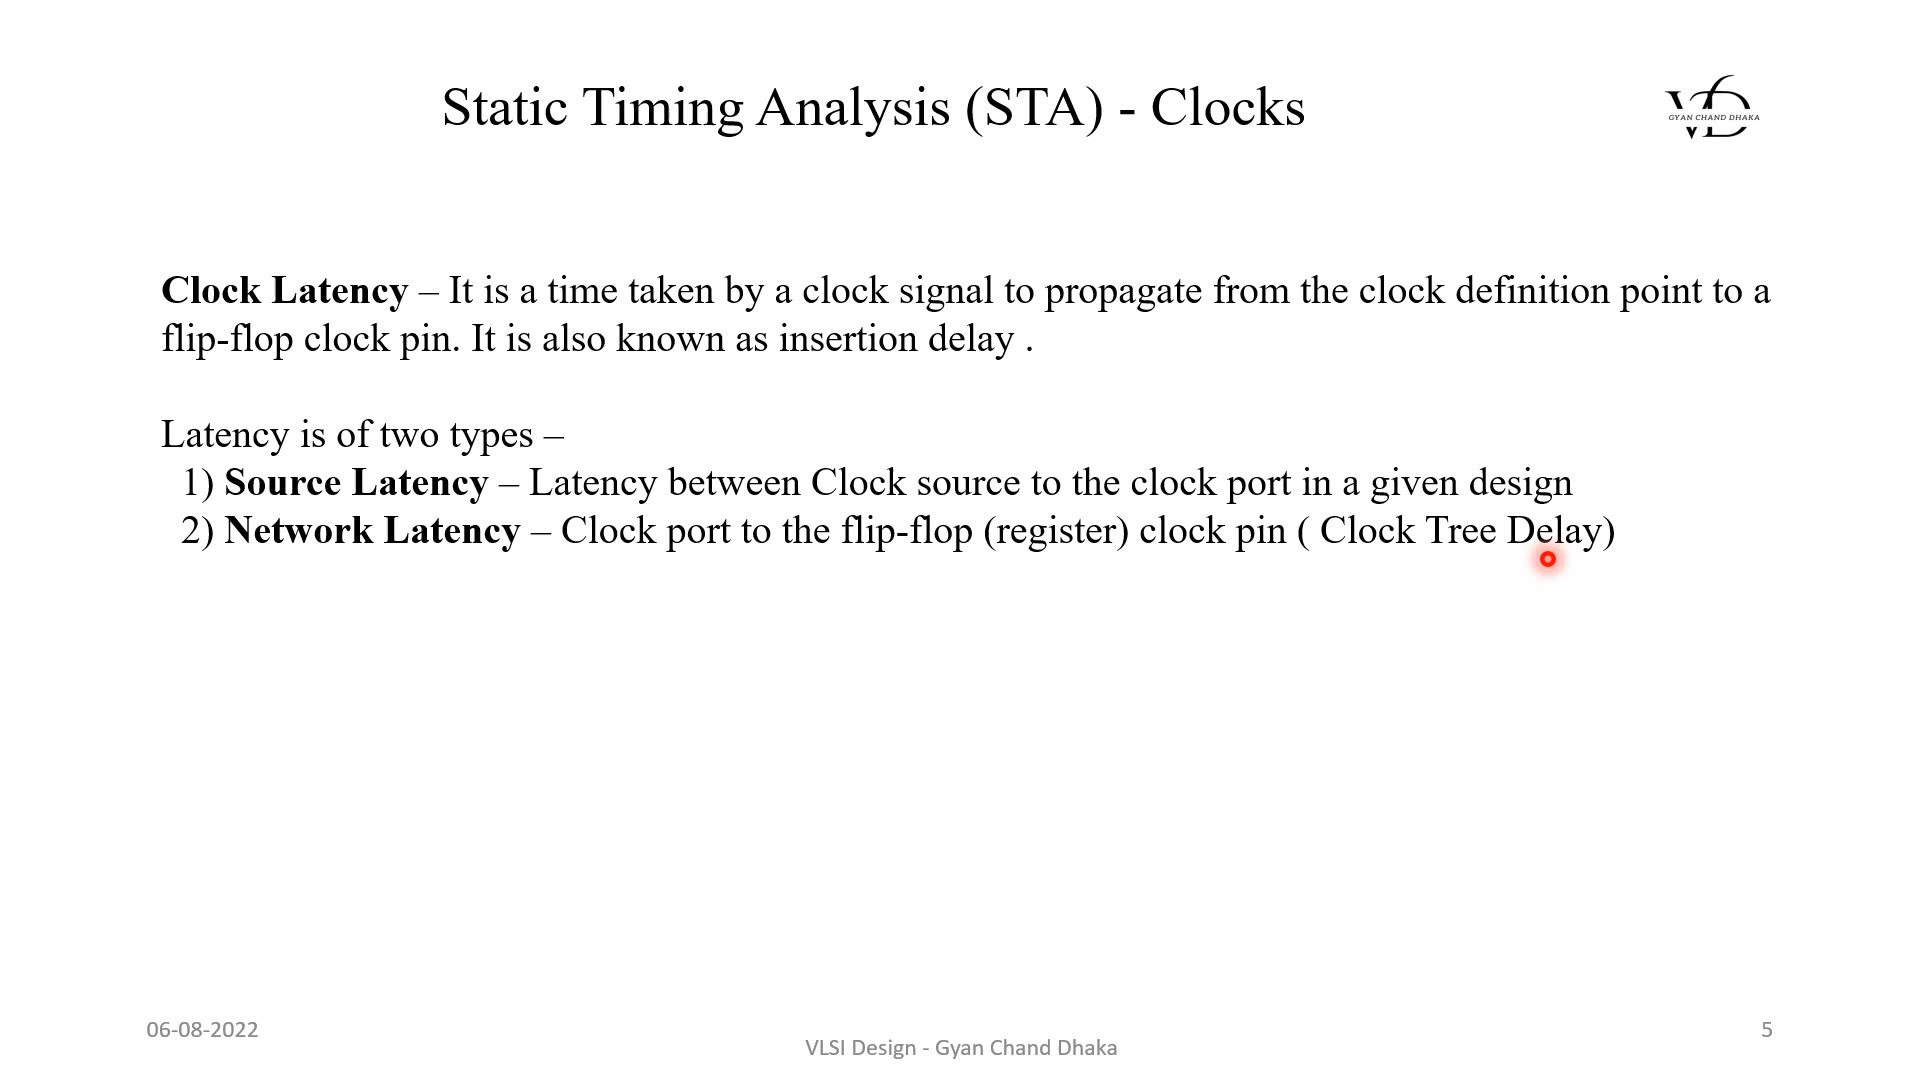 Static Timing Analysis (STA) - Clocks
VD
GYAN CHAND DHAKA
Clock Latency – It is a time taken by a clock signal to propagate from the clock definition point to a
flip-flop clock pin. It is also known as insertion delay .
Latency is of two types –
1) Source Latency – Latency between Clock source to the clock port in a given design
2) Network Latency – Clock port to the flip-flop (register) clock pin ( Clock Tree Delay)
06-08-2022
VLSI Design - Gyan Chand Dhaka
5